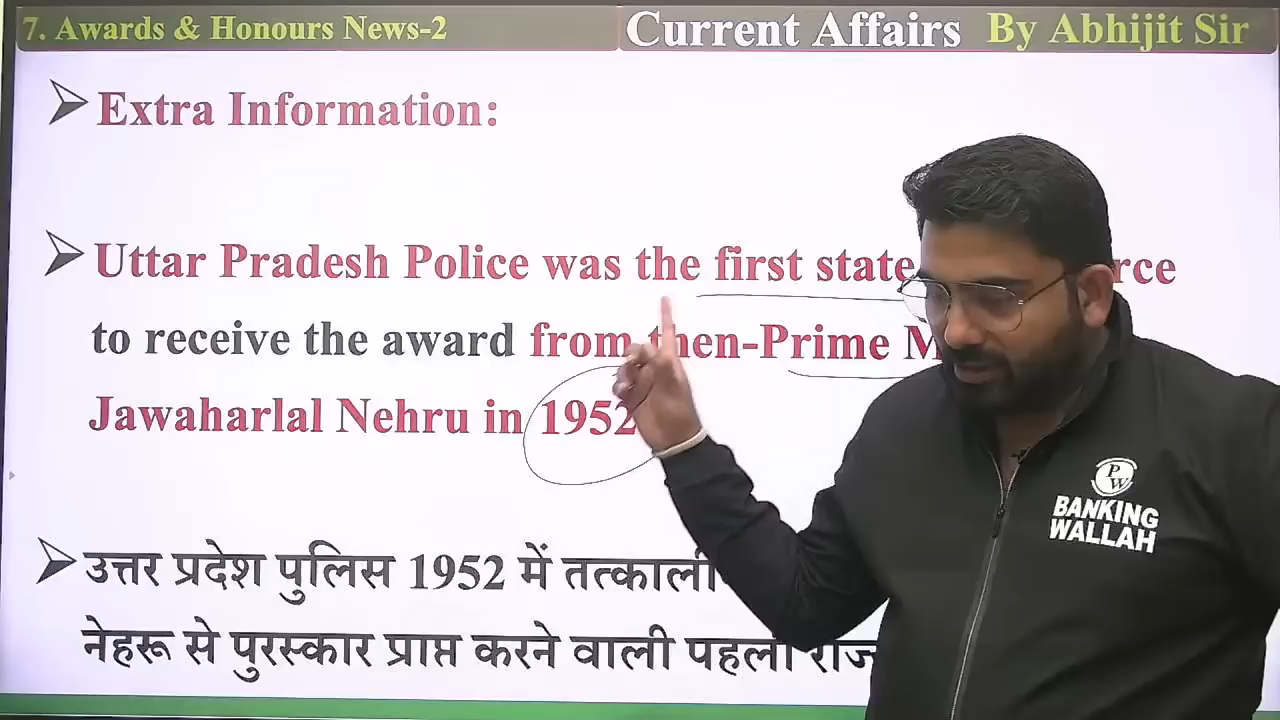 7. Awards & Honours News-2
Current Affairs By Abhijit Sir
Extra Information:
Uttar Pradesh Police was the first state
to receive the award from then-Prime
Jawaharlal Nehru in 1952
उत्तर प्रदेश पुलिस 1952 में
नेहरू से पुरस्कार प्राप्त करने वाली पहली
PW
BANKING
WALLAH